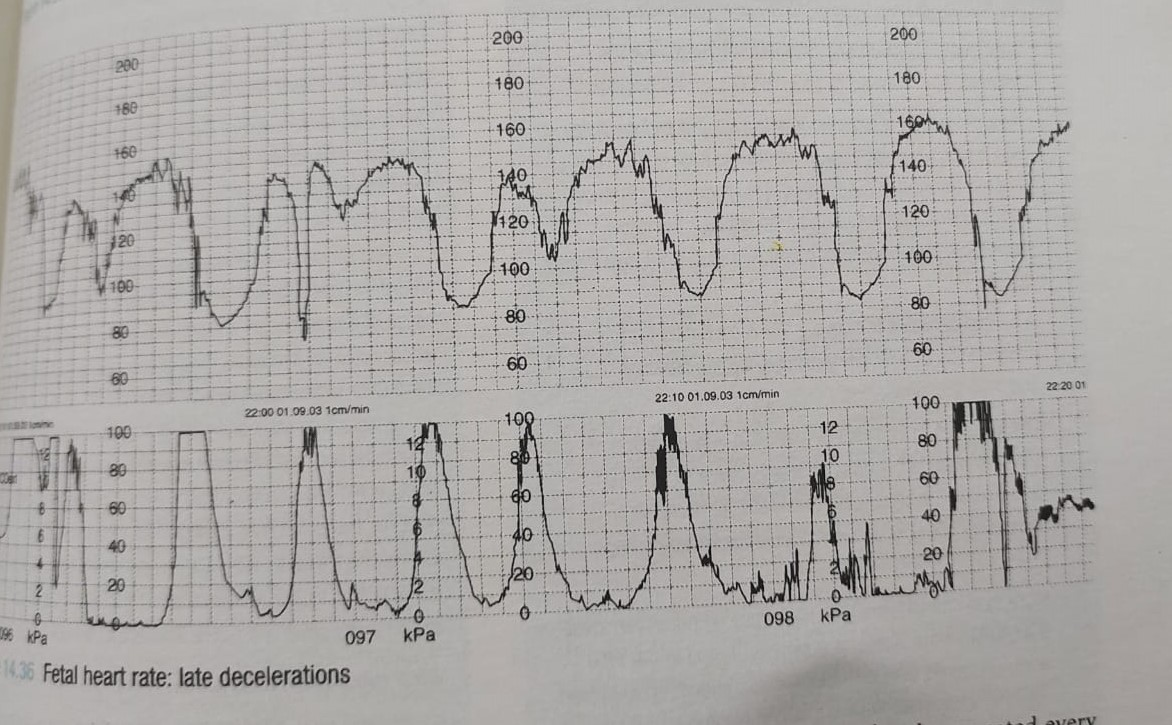 200 200 200
180 180 180
160 160 160
140 140 140
120 120 120
100 100 100
80 80 80
60 60 60
22:00 01.09.03 1cm/min 22:10 01.09.03 1cm/min 22:20 01
100 12 100 12 100
80 10 80 10 80
60 8 60 8 60
40 6 40 6 40
20 4 20 2 20
0 2 0 0 0
0
096 kPa 097 kPa 098 kPa
14.36 Fetal heart rate: late decelerations
every